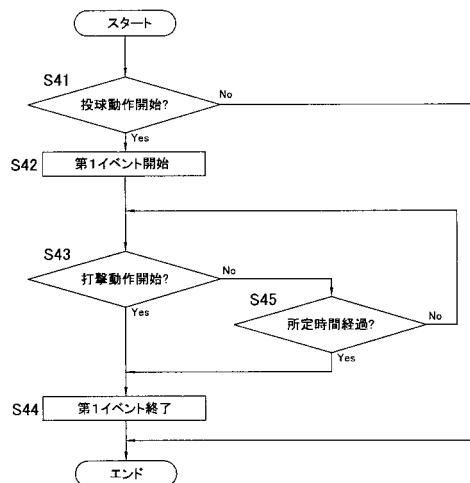 スタート
S41
投球動作開始?
No
Yes
S42
第1イベント開始
S43
打撃動作開始?
No
Yes
S45
所定時間経過?
No
Yes
S44
第1イベント終了
エンド